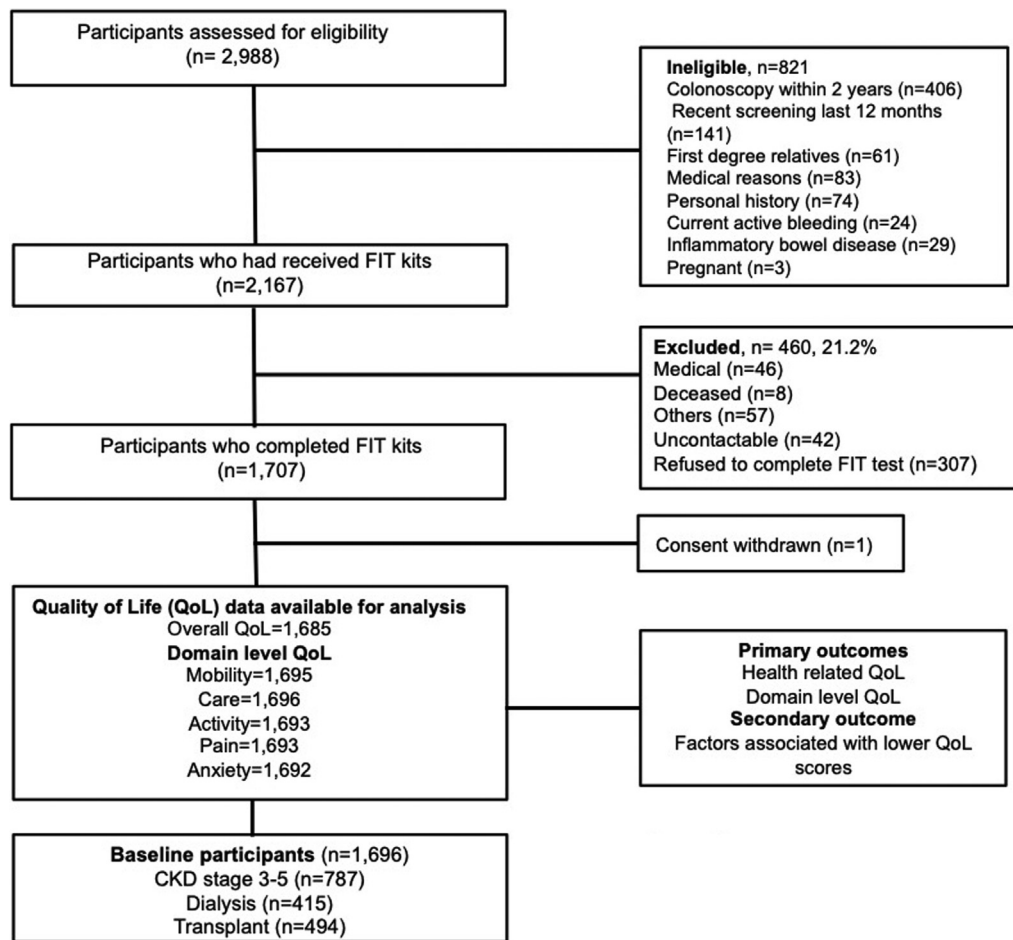 Participants assessed for eligibility
(n= 2,988)
Ineligible, n=821
Colonoscopy within 2 years (n=406)
Recent screening last 12 months
(n=141)
First degree relatives (n=61)
Medical reasons (n=83)
Personal history (n=74)
Current active bleeding (n=24)
Inflammatory bowel disease (n=29)
Pregnant (n=3)
Participants who had received FIT kits
(n=2,167)
Excluded, n= 460, 21.2%
Medical (n=46)
Deceased (n=8)
Others (n=57)
Uncontactable (n=42)
Refused to complete FIT test (n=307)
Participants who completed FIT kits
(n=1,707)
Consent withdrawn (n=1)
Quality of Life (QoL) data available for analysis
Overall QoL=1,685
Domain level QoL
Mobility=1,695
Care=1,696
Activity=1,693
Pain=1,693
Anxiety=1,692
Primary outcomes
Health related QoL
Domain level QoL
Secondary outcome
Factors associated with lower QoL
scores
Baseline participants (n=1,696)
CKD stage 3-5 (n=787)
Dialysis (n=415)
Transplant (n=494)